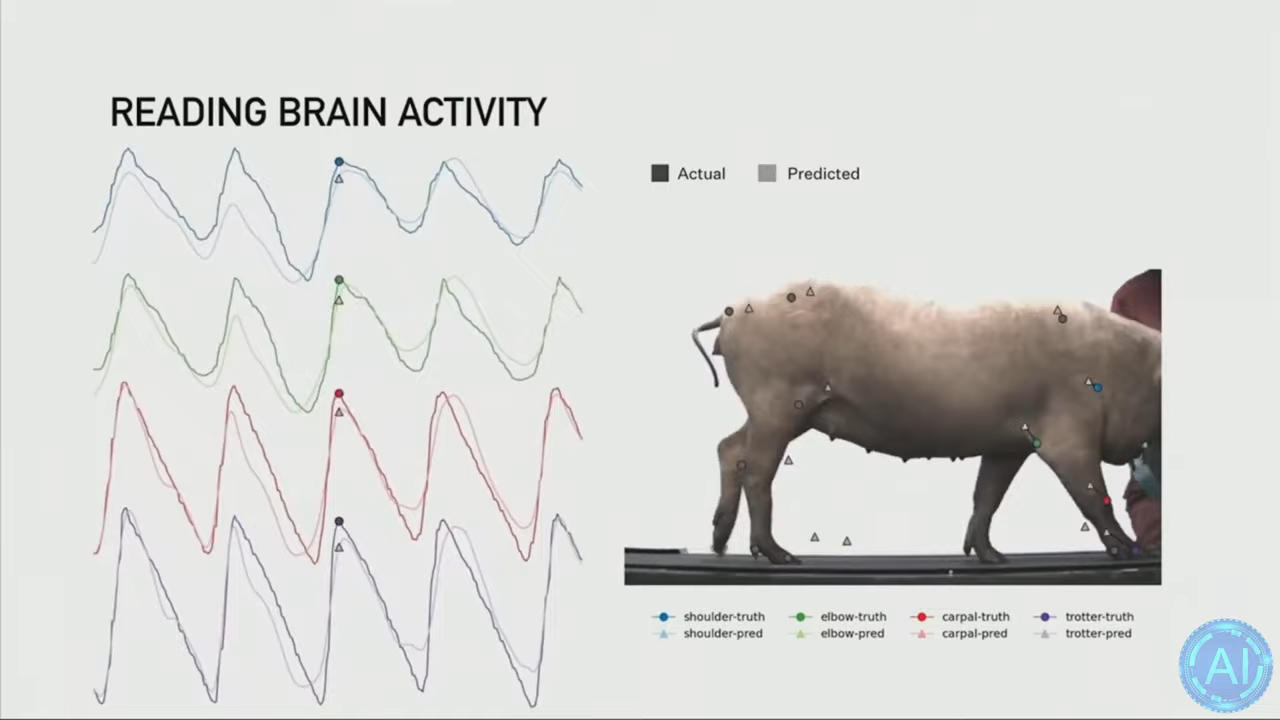 READING BRAIN ACTIVITY
Actual Predicted
shoulder-truth elbow-truth carpal-truth trotter-truth
shoulder-pred elbow-pred carpal-pred trotter-pred
AI